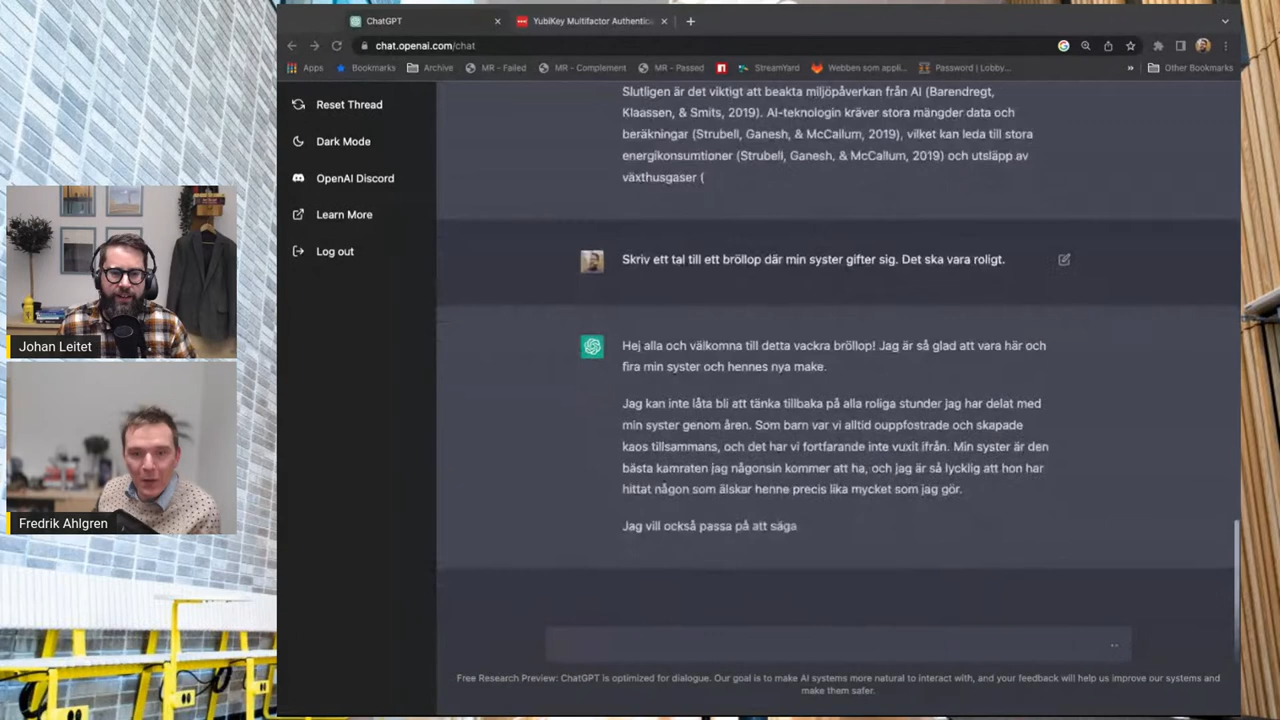 ChatGPT
YubiKey Multifactor Authentic
chat.openai.com/chat
Apps
Bookmarks
Archive
MR - Failed
MR - Complement
MR - Passed
StreamYard
Webben som appli...
Password | Lobby...
»
Other Bookmarks
Reset Thread
Dark Mode
OpenAI Discord
Learn More
Log out
Slutligen är det viktigt att beakta miljöpåverkan från AI (Barendregt,
Klaassen, & Smits, 2019). AI-teknologin kräver stora mängder data och
beräkningar (Strubell, Ganesh, & McCallum, 2019), vilket kan leda till stora
energikonsumtioner (Strubell, Ganesh, & McCallum, 2019) och utsläpp av
växthusgaser (
Skriv ett tal till ett bröllop där min syster gifter sig. Det ska vara roligt.
Hej alla och välkomna till detta vackra bröllop! Jag är så glad att vara här och
fira min syster och hennes nya make.
Jag kan inte låta bli att tänka tillbaka på alla roliga stunder jag har delat med
min syster genom åren. Som barn var vi alltid ouppfostrade och skapade
kaos tillsammans, och det har vi fortfarande inte vuxit ifrån. Min syster är den
bästa kamraten jag någonsin kommer att ha, och jag är så lycklig att hon har
hittat någon som älskar henne precis lika mycket som jag gör.
Jag vill också passa på att säga
Free Research Preview: ChatGPT is optimized for dialogue. Our goal is to make AI systems more natural to interact with, and your feedback will help us improve our systems and
make them safer.
Johan Leitet
Fredrik Ahlgren